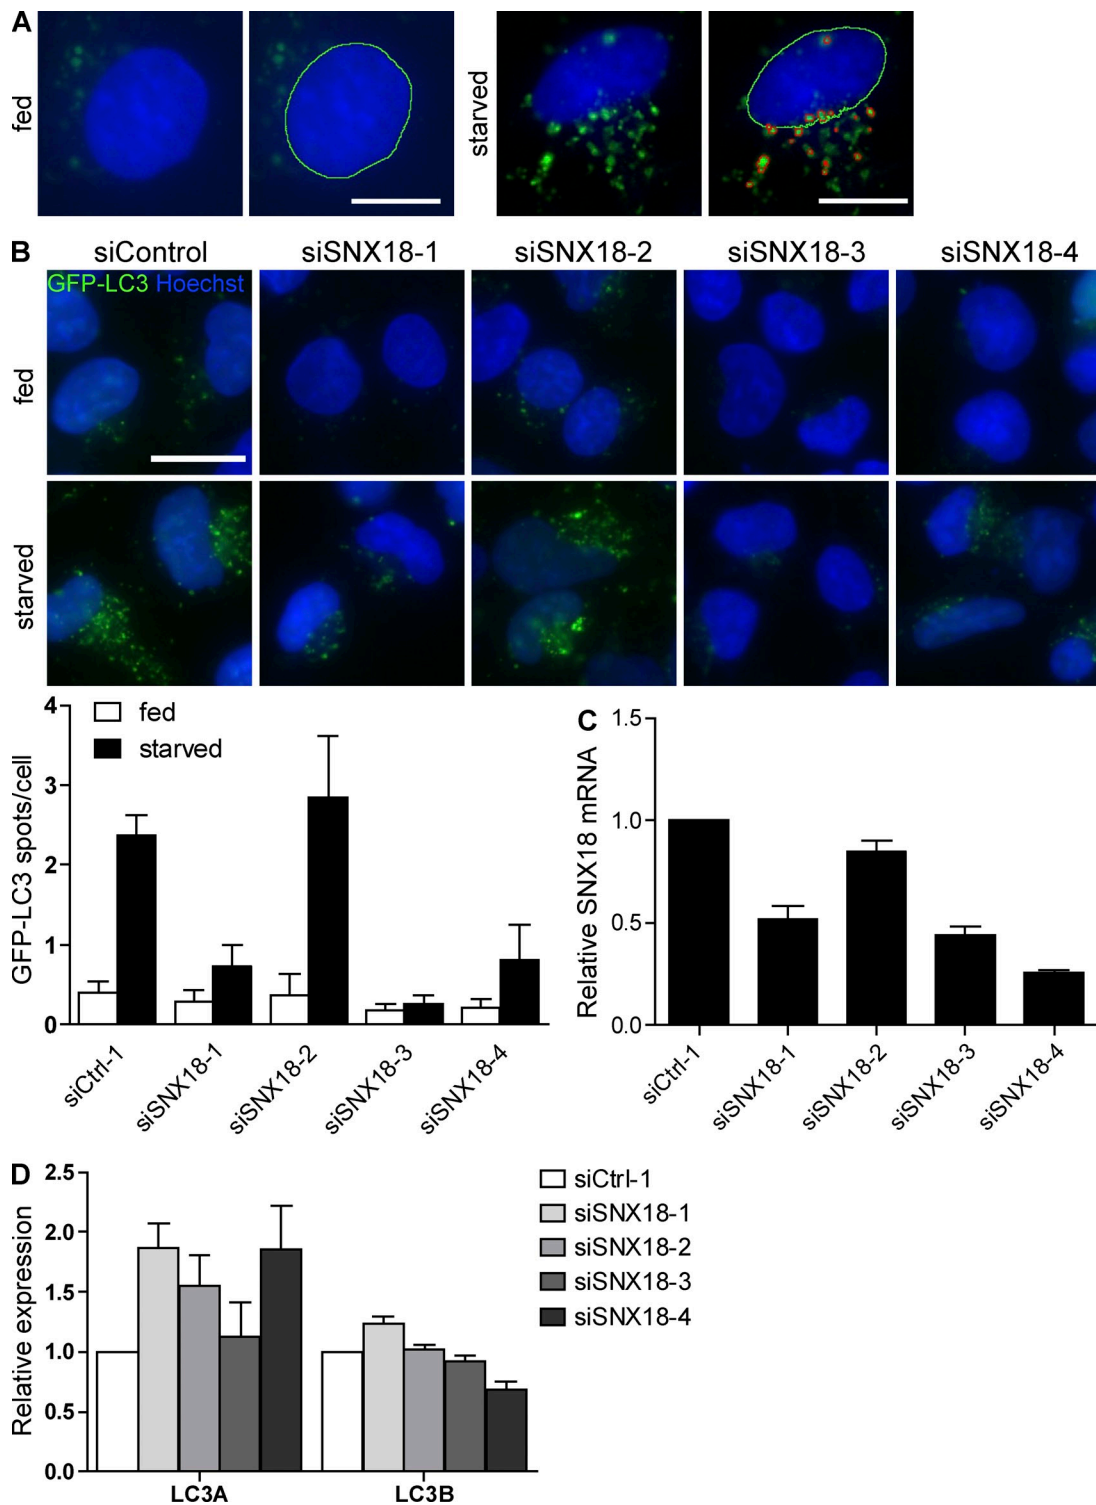 A
fed
starved
B
siControl siSNX18-1 siSNX18-2 siSNX18-3 siSNX18-4
GFP-LC3 Hoechst
fed
starved
GFP-LC3 spots/cell
4
3
2
1
0
fed
starved
siCtrl-1 siSNX18-1 siSNX18-2 siSNX18-3 siSNX18-4
C
Relative SNX18 mRNA
1.5
1.0
0.5
0.0
siCtrl-1 siSNX18-1 siSNX18-2 siSNX18-3 siSNX18-4
D
Relative expression
2.5
2.0
1.5
1.0
0.5
0.0
LC3A LC3B
siCtrl-1
siSNX18-1
siSNX18-2
siSNX18-3
siSNX18-4